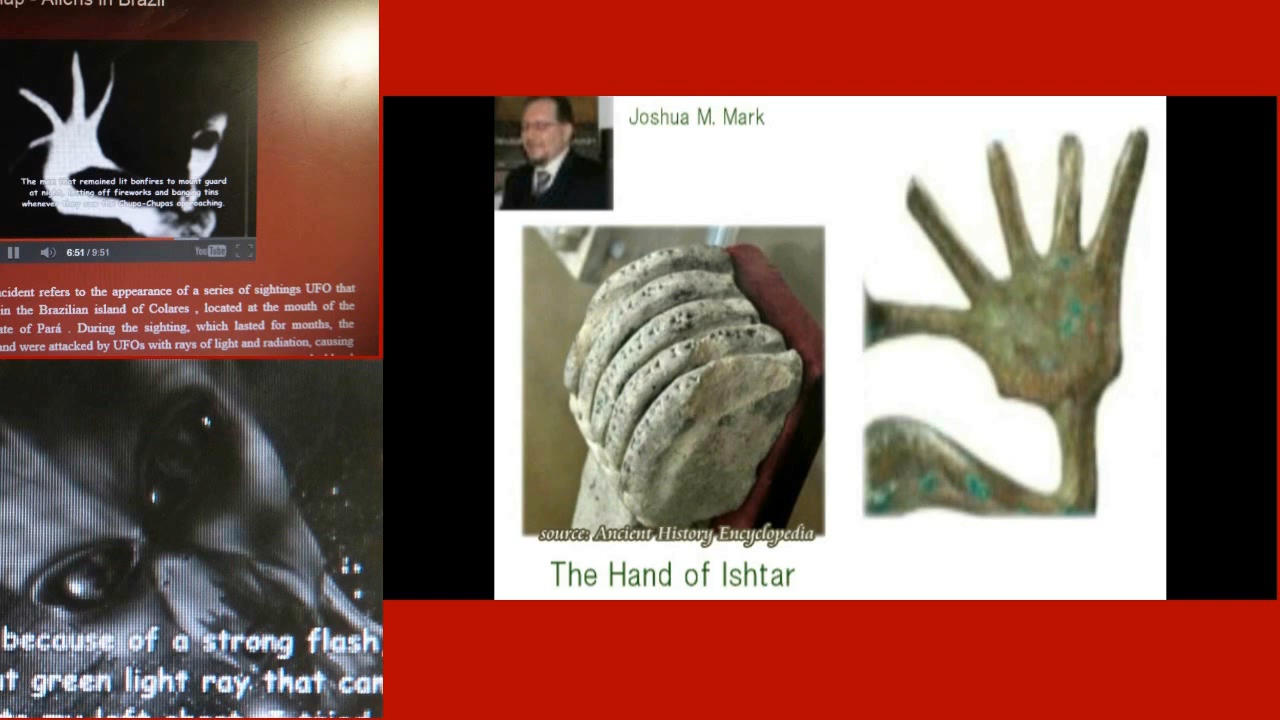 - Aliens in Brazil
The men that remained lit bonfires to mount guard
at night, letting off fireworks and banging tins
whenever they saw the Chupa-Chupas approaching.
6:51 / 9:51
YouTube
incident refers to the appearance of a series of sightings UFO that
in the Brazilian island of Colares , located at the mouth of the
ate of Pará . During the sighting, which lasted for months, the
and were attacked by UFOs with rays of light and radiation, causing
because of a strong flash,
t green light ray that can
Joshua M. Mark
source: Ancient History Encyclopedia
The Hand of Ishtar